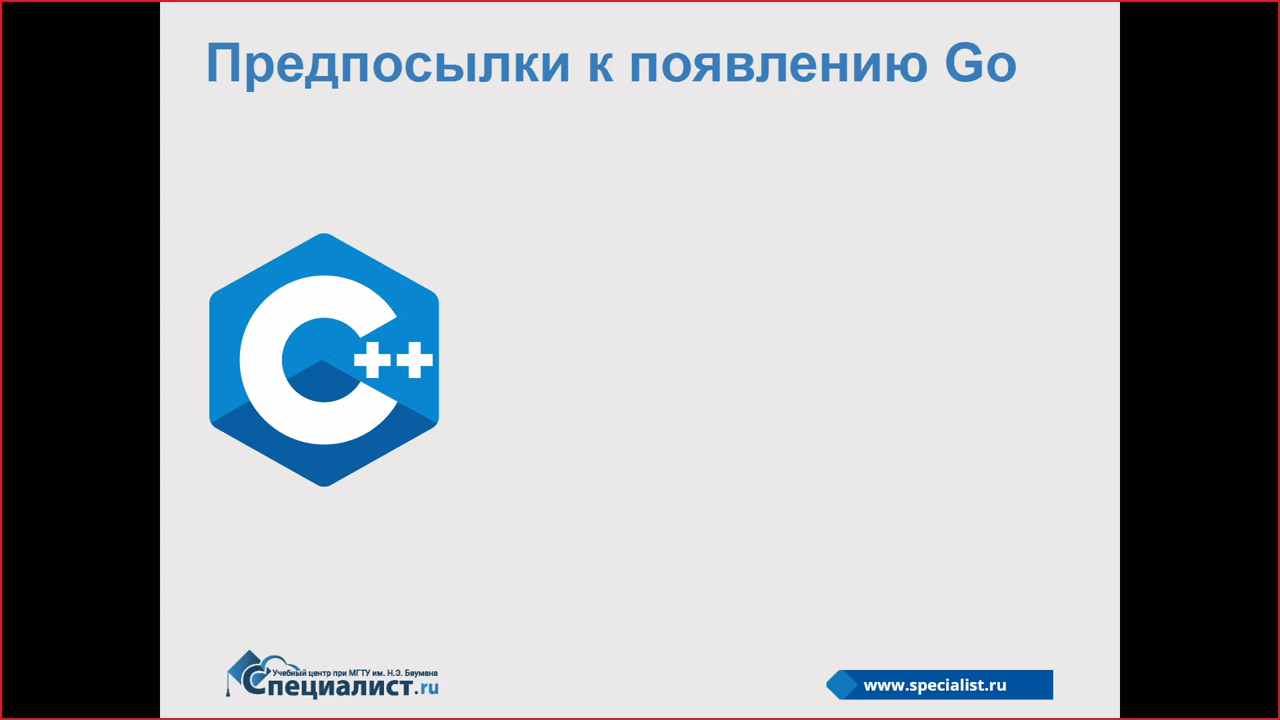 Предпосылки к появлению Go
C++
Учебный центр при МГТУ им. Н.Э. Баумана
Специалист.ru
www.specialist.ru